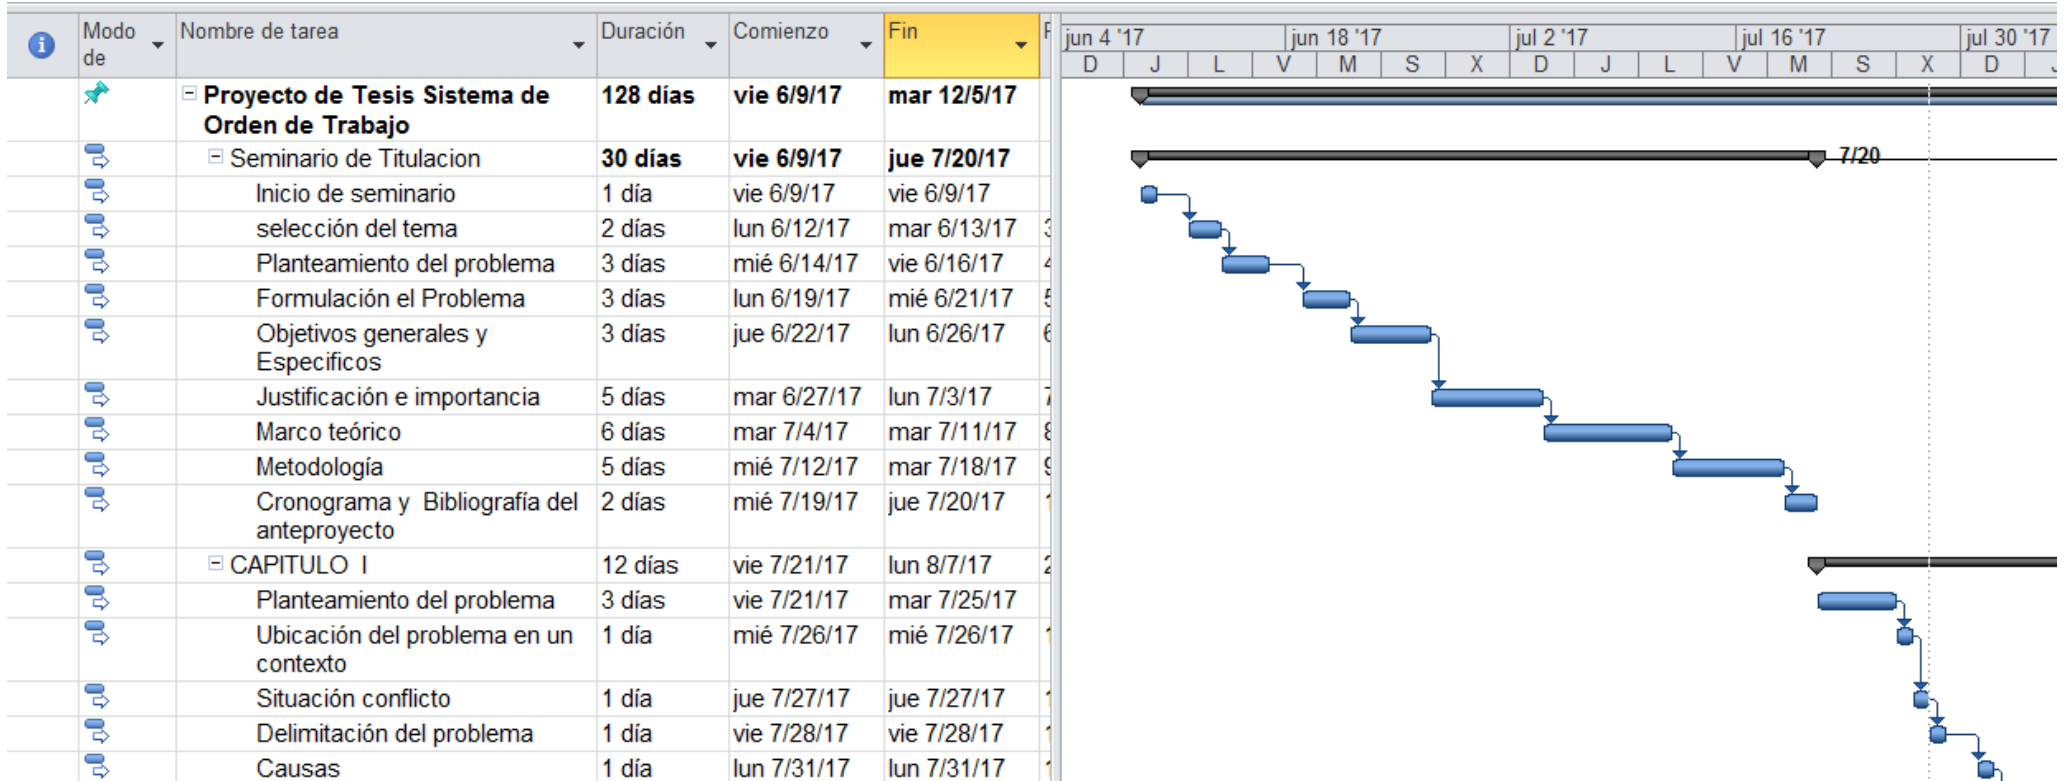 Modo de Nombre de tarea Duración Comienzo Fin
jun 4 '17 jun 18 '17 jul 2 '17 jul 16 '17 jul 30 '17
D J L V M S X D J L V M S X D
Proyecto de Tesis Sistema de Orden de Trabajo 128 días vie 6/9/17 mar 12/5/17
Seminario de Titulacion 30 días vie 6/9/17 jue 7/20/17 7/20
Inicio de seminario 1 día vie 6/9/17 vie 6/9/17
selección del tema 2 días lun 6/12/17 mar 6/13/17
Planteamiento del problema 3 días mié 6/14/17 vie 6/16/17
Formulación el Problema 3 días lun 6/19/17 mié 6/21/17
Objetivos generales y Especificos 3 días jue 6/22/17 lun 6/26/17
Justificación e importancia 5 días mar 6/27/17 lun 7/3/17
Marco teórico 6 días mar 7/4/17 mar 7/11/17
Metodología 5 días mié 7/12/17 mar 7/18/17
Cronograma y Bibliografía del anteproyecto 2 días mié 7/19/17 jue 7/20/17
CAPITULO I 12 días vie 7/21/17 lun 8/7/17
Planteamiento del problema 3 días vie 7/21/17 mar 7/25/17
Ubicación del problema en un contexto 1 día mié 7/26/17 mié 7/26/17
Situación conflicto 1 día jue 7/27/17 jue 7/27/17
Delimitación del problema 1 día vie 7/28/17 vie 7/28/17
Causas 1 día lun 7/31/17 lun 7/31/17